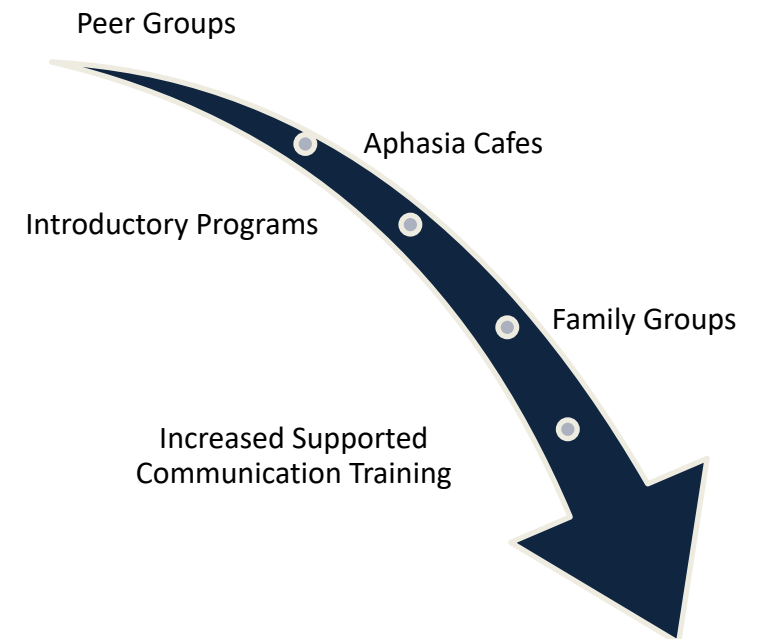 Peer Groups
Aphasia Cafes
Introductory Programs
Family Groups
Increased Supported
Communication Training